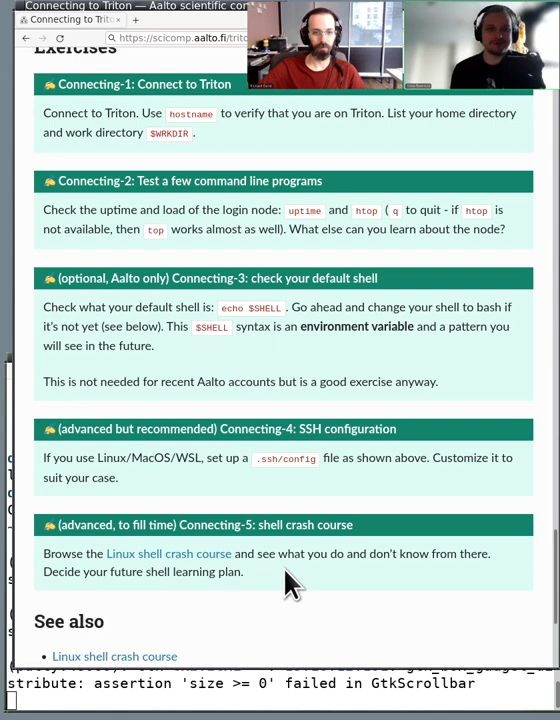 Connecting to Triton — Aalto scientific co
Connecting to Trito
https://scicomp.aalto.fi/trito
Exercises
✍ Connecting-1: Connect to Triton
Connect to Triton. Use hostname to verify that you are on Triton. List your home directory
and work directory $WRKDIR.
✍ Connecting-2: Test a few command line programs
Check the uptime and load of the login node: uptime and htop ( q to quit - if htop is
not available, then top works almost as well). What else can you learn about the node?
✍ (optional, Aalto only) Connecting-3: check your default shell
Check what your default shell is: echo $SHELL. Go ahead and change your shell to bash if
it's not yet (see below). This $SHELL syntax is an environment variable and a pattern you
will see in the future.
This is not needed for recent Aalto accounts but is a good exercise anyway.
✍ (advanced but recommended) Connecting-4: SSH configuration
If you use Linux/MacOS/WSL, set up a .ssh/config file as shown above. Customize it to
suit your case.
✍ (advanced, to fill time) Connecting-5: shell crash course
Browse the Linux shell crash course and see what you do and don't know from there.
Decide your future shell learning plan.
See also
• Linux shell crash course
stribute: assertion 'size >= 0' failed in GtkScrollbar